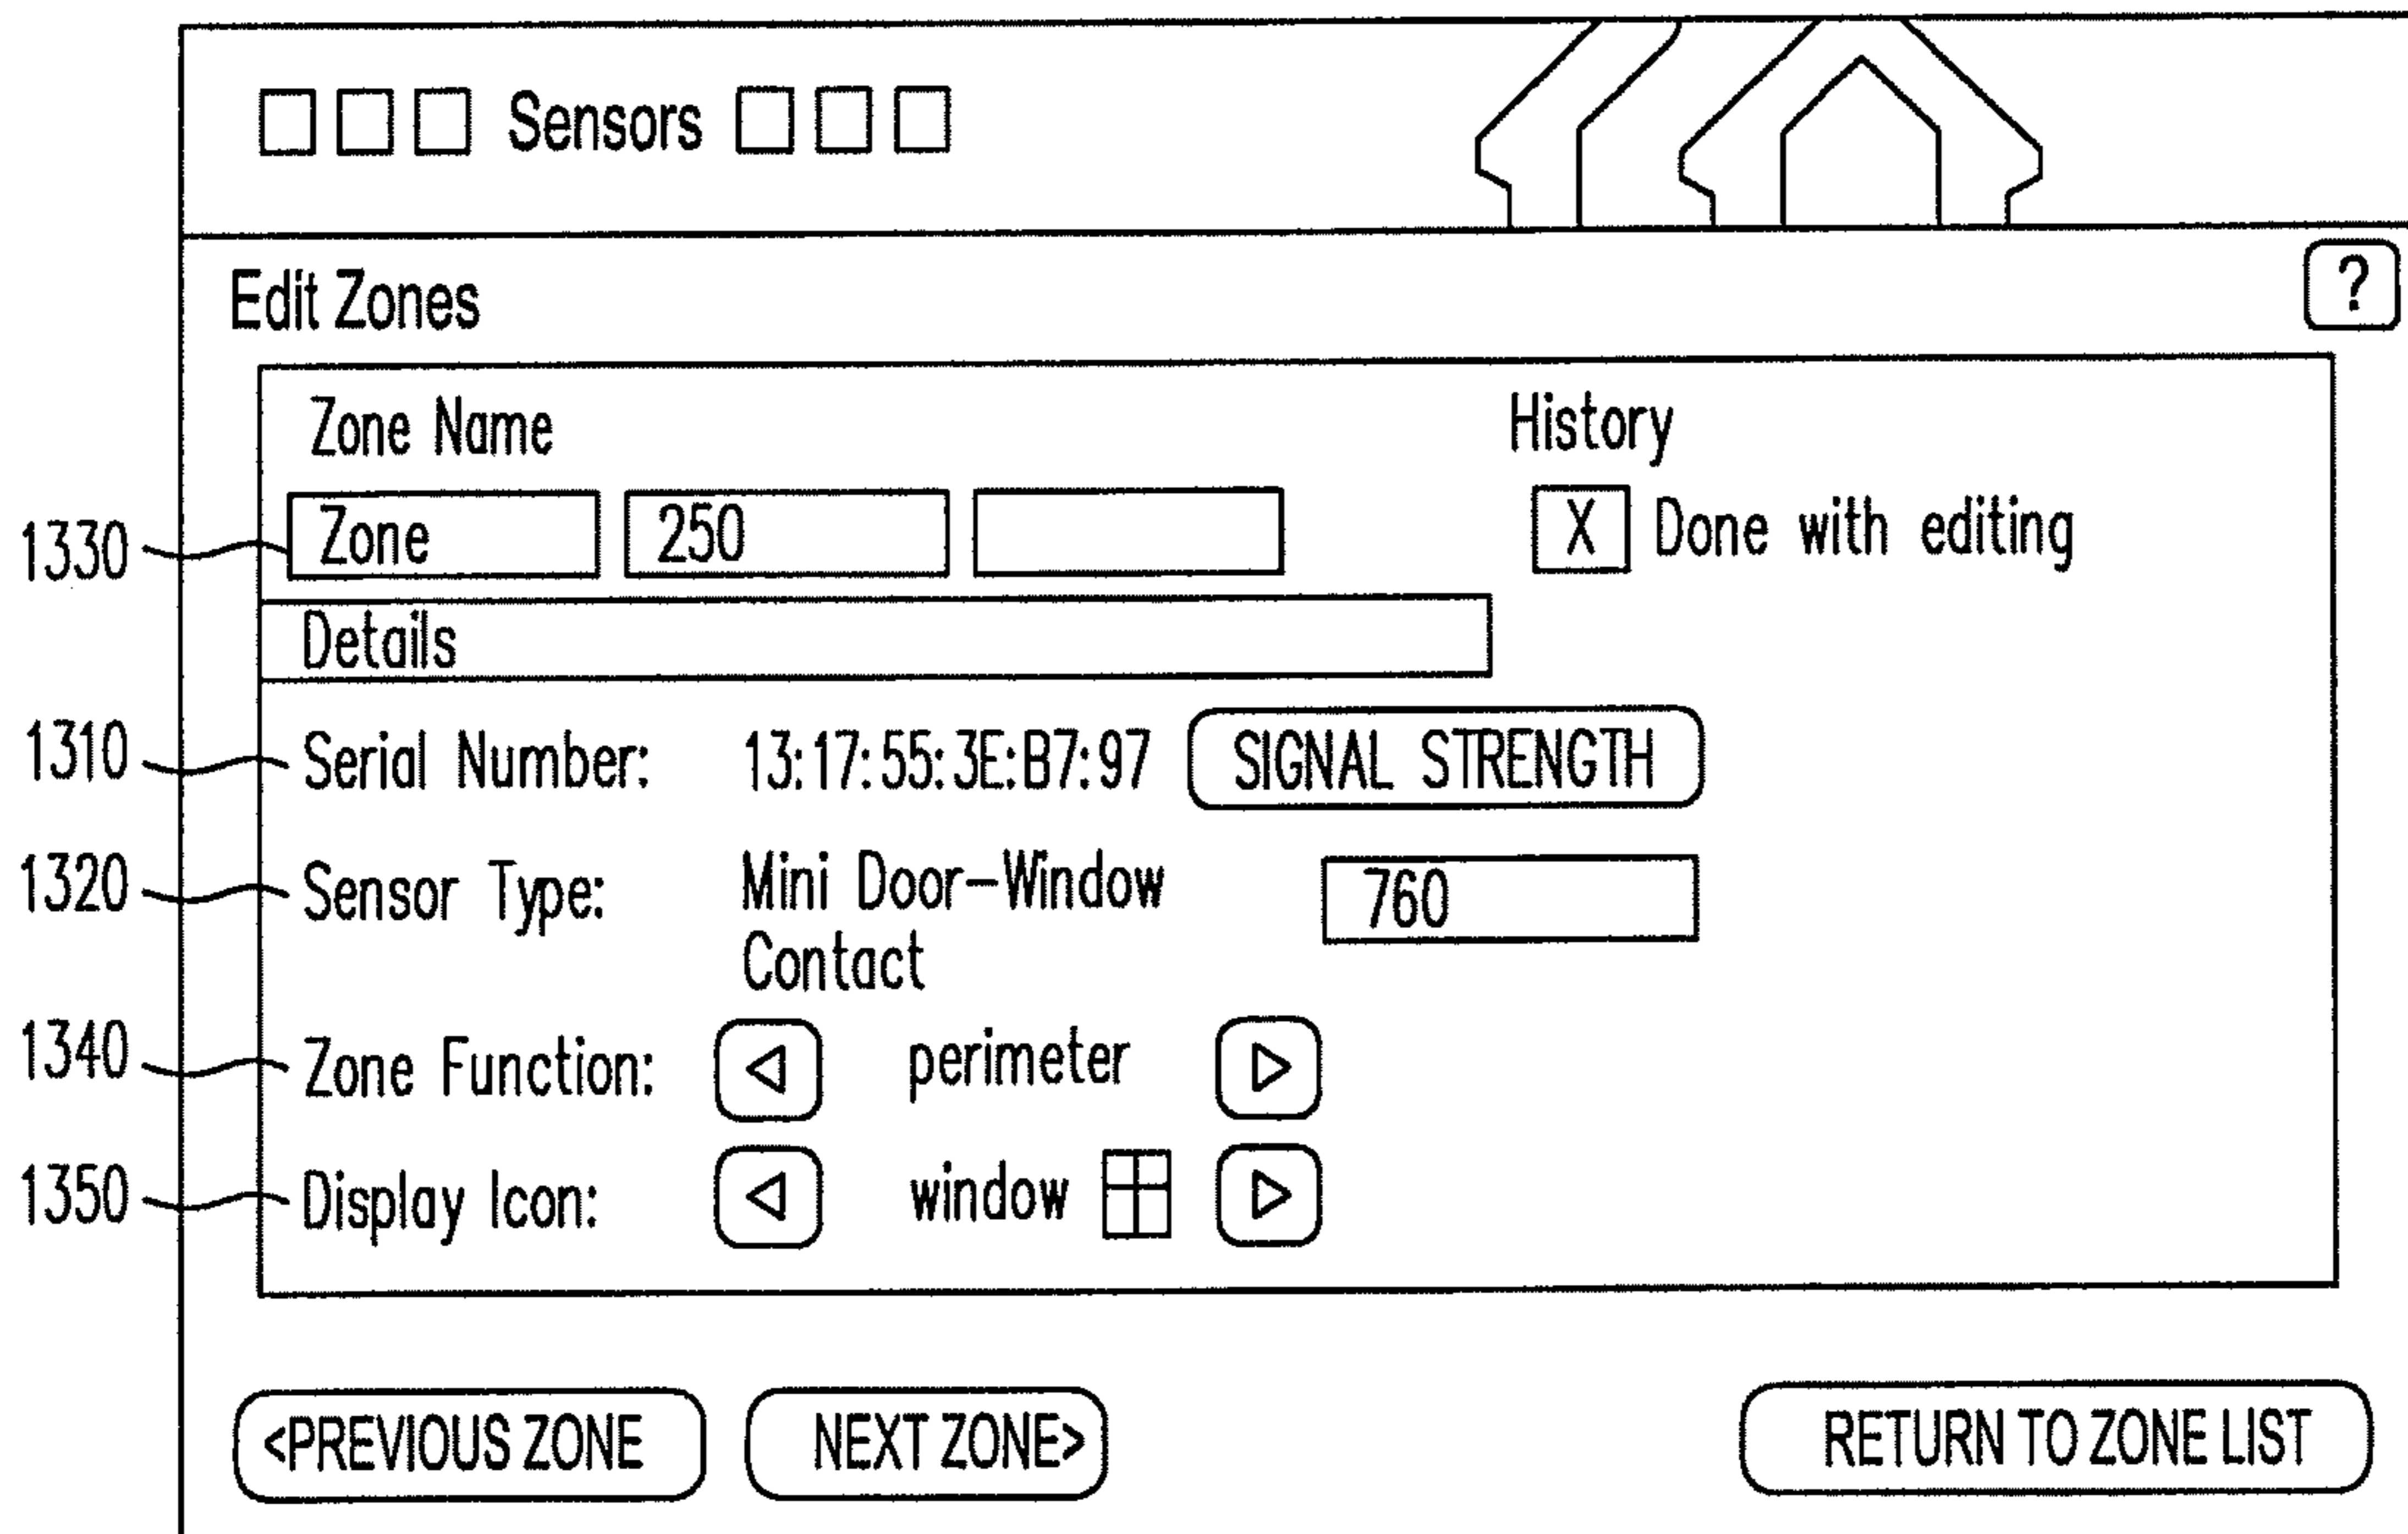 Sensors
Edit Zones ?
Zone Name History
1330 Zone 250 X Done with editing
Details
1310 Serial Number: 13:17:55:3E:B7:97 SIGNAL STRENGTH
1320 Sensor Type: Mini Door-Window 760
Contact
1340 Zone Function: perimeter
1350 Display Icon: window
<PREVIOUS ZONE NEXT ZONE> RETURN TO ZONE LIST